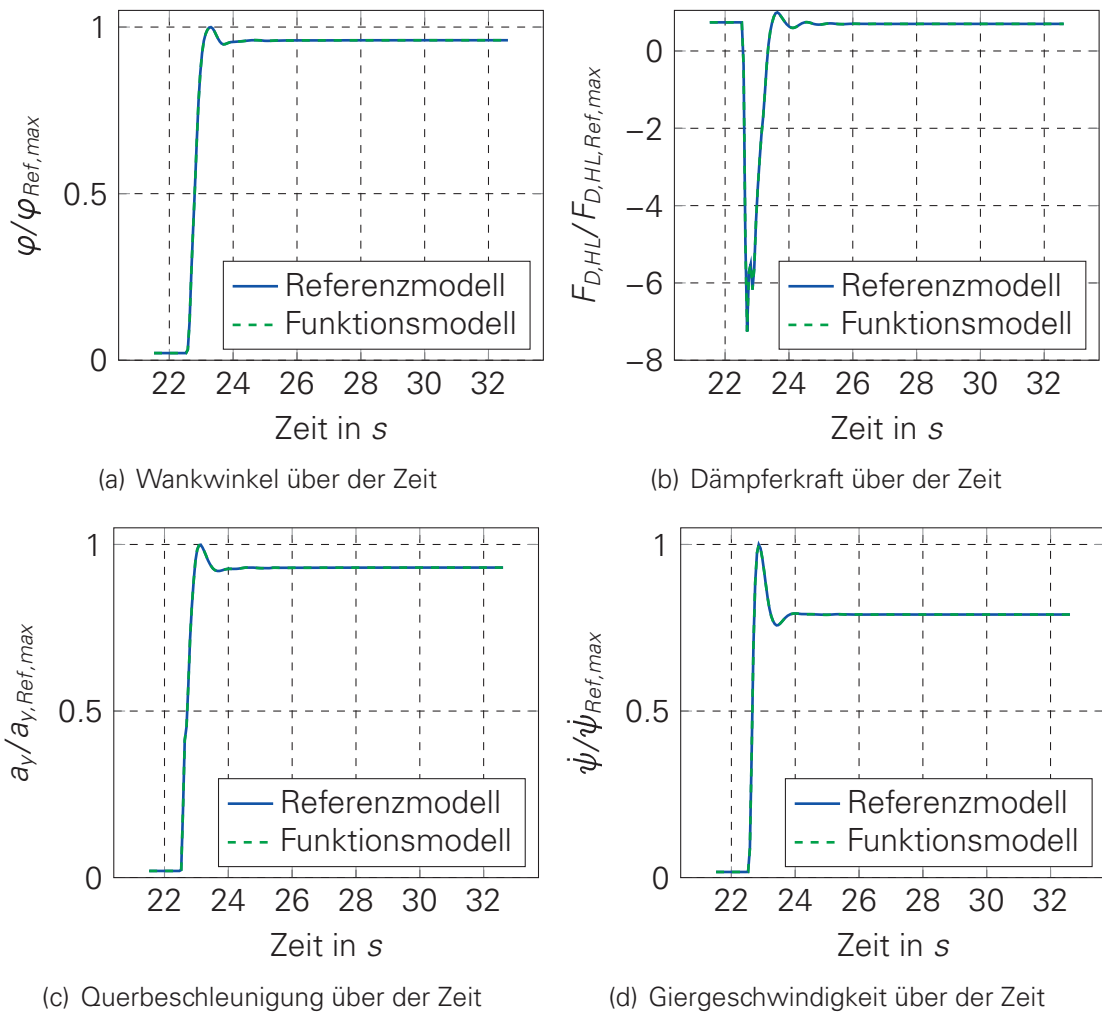 1
0.5
0
φ/φRef,max
Referenzmodell
Funktionsmodell
22 24 26 28 30 32
Zeit in s
(a) Wankwinkel über der Zeit
0
−2
−4
−6
−8
FD,HL/FD,HL,Ref,max
Referenzmodell
Funktionsmodell
22 24 26 28 30 32
Zeit in s
(b) Dämpferkraft über der Zeit
1
0.5
0
ay/ay,Ref,max
Referenzmodell
Funktionsmodell
22 24 26 28 30 32
Zeit in s
(c) Querbeschleunigung über der Zeit
1
0.5
0
ψ̇/ψ̇Ref,max
Referenzmodell
Funktionsmodell
22 24 26 28 30 32
Zeit in s
(d) Giergeschwindigkeit über der Zeit